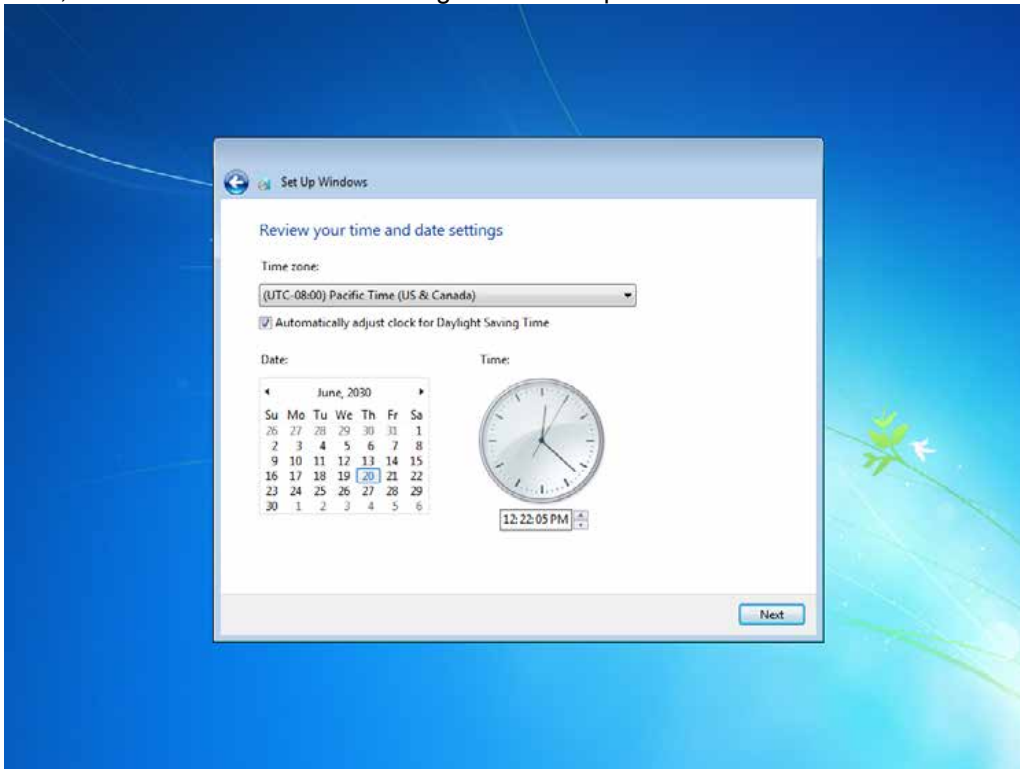 Set Up Windows
Review your time and date settings
Time zone:
(UTC-08:00) Pacific Time (US & Canada)
Automatically adjust clock for Daylight Saving Time
Date:
Time:
June, 2030
Su Mo Tu We Th Fr Sa
26 27 28 29 30 31 1
2 3 4 5 6 7 8
9 10 11 12 13 14 15
16 17 18 19 20 21 22
23 24 25 26 27 28 29
30 1 2 3 4 5 6
12:22:05 PM
Next